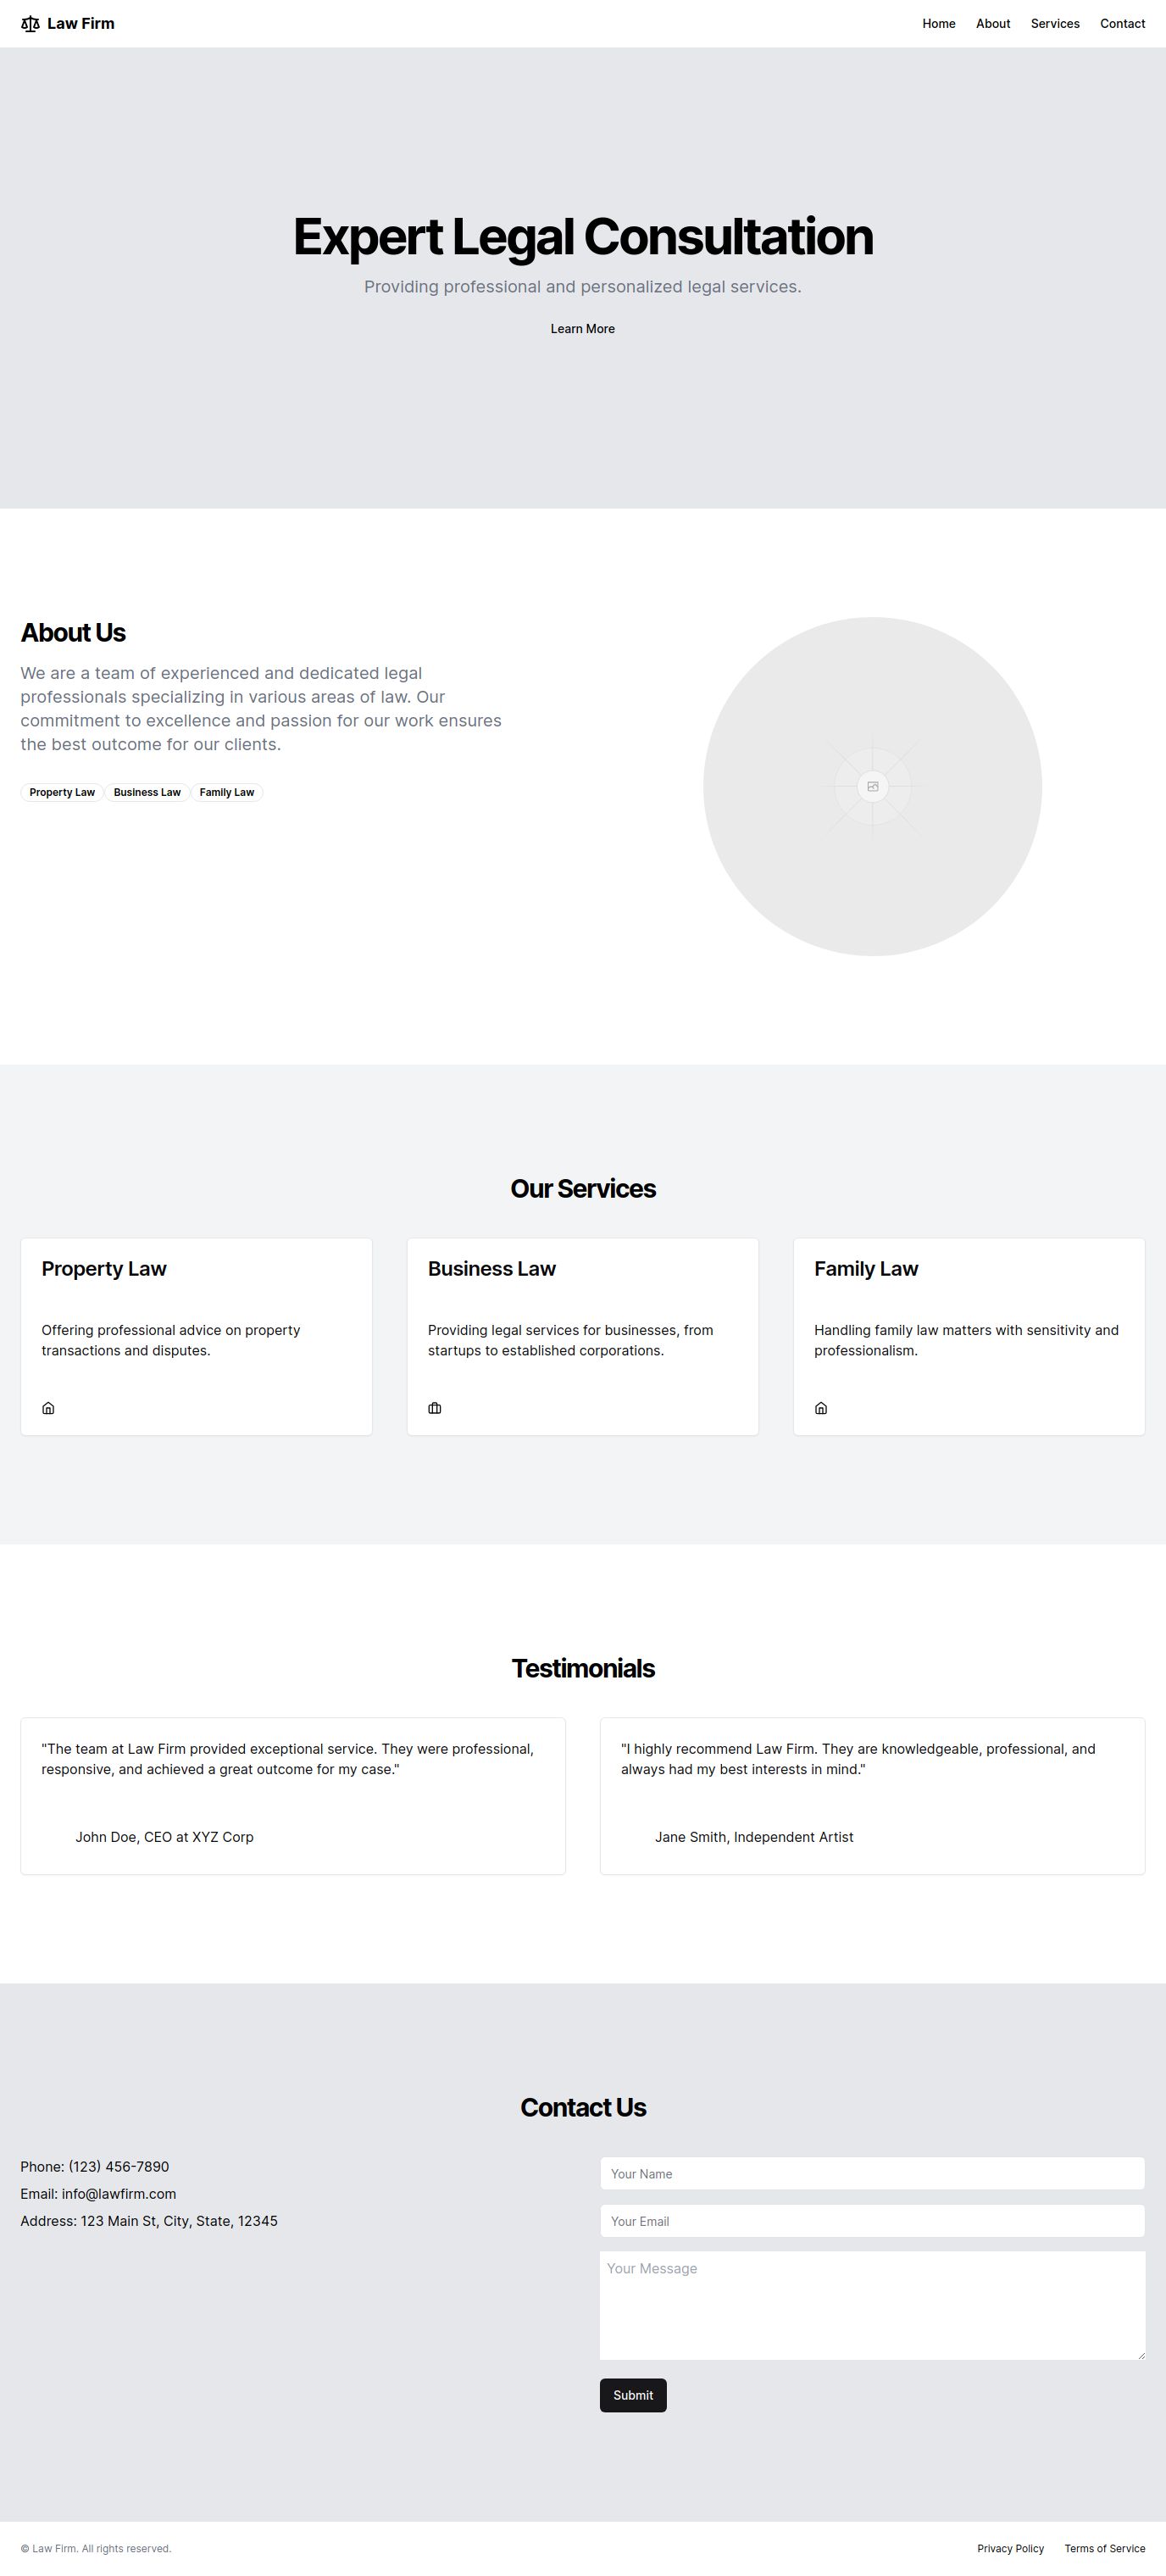 Law Firm
Home About Services Contact
Expert Legal Consultation
Providing professional and personalized legal services.
Learn More
About Us
We are a team of experienced and dedicated legal
professionals specializing in various areas of law. Our
commitment to excellence and passion for our work ensures
the best outcome for our clients.
Property Law Business Law Family Law
Our Services
Property Law
Offering professional advice on property
transactions and disputes.
Business Law
Providing legal services for businesses, from
startups to established corporations.
Family Law
Handling family law matters with sensitivity and
professionalism.
Testimonials
"The team at Law Firm provided exceptional service. They were professional,
responsive, and achieved a great outcome for my case."
John Doe, CEO at XYZ Corp
"I highly recommend Law Firm. They are knowledgeable, professional, and
always had my best interests in mind."
Jane Smith, Independent Artist
Contact Us
Phone: (123) 456-7890
Email: info@lawfirm.com
Address: 123 Main St, City, State, 12345
Your Name
Your Email
Your Message
Submit
© Law Firm. All rights reserved.
Privacy Policy Terms of Service